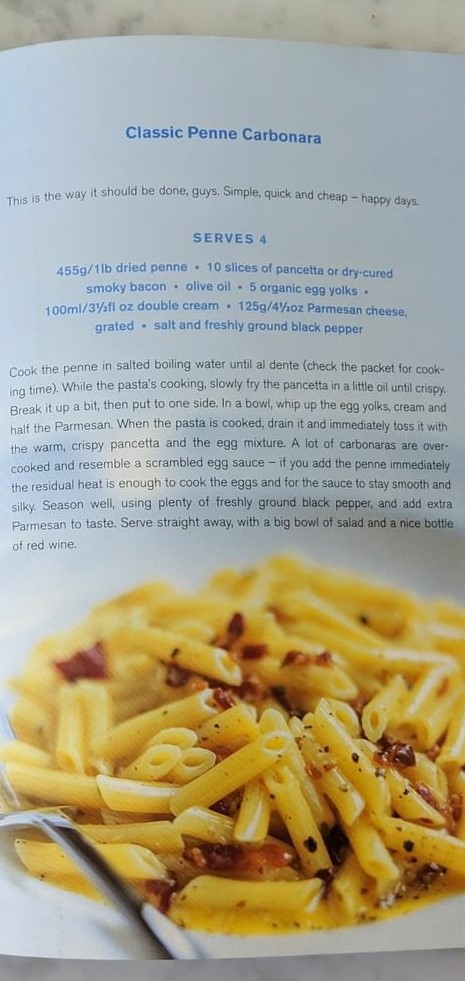 Classic Penne Carbonara
This is the way it should be done, guys. Simple, quick and cheap – happy days.
SERVES 4
455g/1lb dried penne • 10 slices of pancetta or dry-cured
smoky bacon • olive oil • 5 organic egg yolks •
100ml/3½fl oz double cream • 125g/4½oz Parmesan cheese,
grated • salt and freshly ground black pepper
Cook the penne in salted boiling water until al dente (check the packet for cook-
ing time). While the pasta's cooking, slowly fry the pancetta in a little oil until crispy.
Break it up a bit, then put to one side. In a bowl, whip up the egg yolks, cream and
half the Parmesan. When the pasta is cooked, drain it and immediately toss it with
the warm, crispy pancetta and the egg mixture. A lot of carbonaras are over-
cooked and resemble a scrambled egg sauce – if you add the penne immediately
the residual heat is enough to cook the eggs and for the sauce to stay smooth and
silky. Season well, using plenty of freshly ground black pepper, and add extra
Parmesan to taste. Serve straight away, with a big bowl of salad and a nice bottle
of red wine.